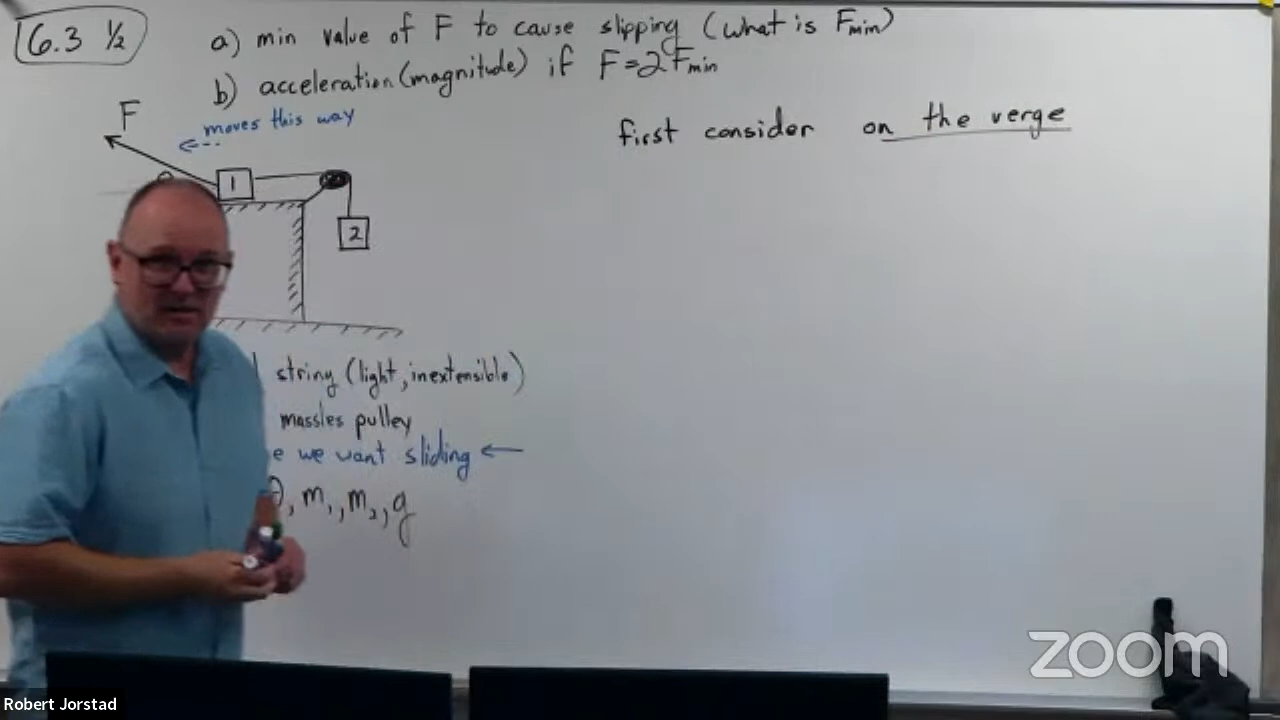 6.3 ½
a) min value of F to cause slipping (what is Fmin)
b) acceleration (magnitude) if F=2Fmin
F
moves this way
first consider on the verge
1
2
string (light, inextensible)
massles pulley
we want sliding ←
, m₁, m₂, g
zoom
Robert Jorstad